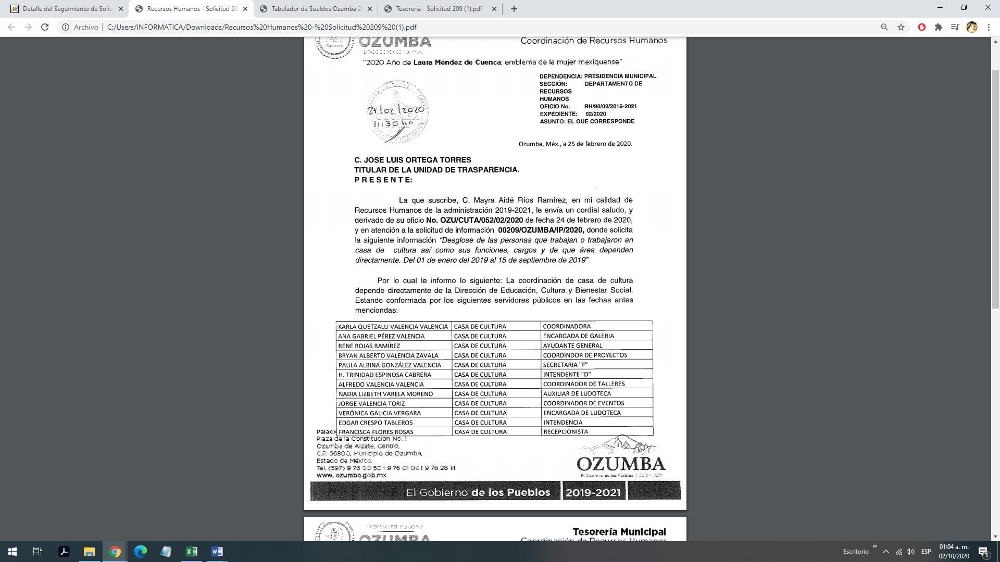 Detalle del Seguimiento de Solici
Recursos Humanos - Solicitud 20
Tabulador de Sueldos Ozumba 20
Tesorería - Solicitud 209 (1).pdf
Archivo
C:/Users/INFORMATICA/Downloads/Recursos%20Humanos%20-%20Solicitud%20209%20(1).pdf
OZUMBA
Coordinación de Recursos Humanos
"2020 Año de Laura Méndez de Cuenca; emblema de la mujer mexiquense"
DEPENDENCIA: PRESIDENCIA MUNICIPAL
SECCIÓN: DEPARTAMENTO DE
RECURSOS
HUMANOS
OFICIO No. RH/90/02/2019-2021
EXPEDIENTE: 02/2020
ASUNTO: EL QUE CORRESPONDE
27/02/2020
11:30 hr
Ozumba, Méx., a 25 de febrero de 2020.
C. JOSE LUIS ORTEGA TORRES
TITULAR DE LA UNIDAD DE TRASPARENCIA.
P R E S E N T E:
La que suscribe, C. Mayra Aidé Ríos Ramírez, en mi calidad de
Recursos Humanos de la administración 2019-2021, le envía un cordial saludo, y
derivado de su oficio No. OZU/CUTA/052/02/2020 de fecha 24 de febrero de 2020,
y en atención a la solicitud de información 00209/OZUMBA/IP/2020, donde solicita
la siguiente información "Desglose de las personas que trabajan o trabajaron en
casa de cultura así como sus funciones, cargos y de que área dependen
directamente. Del 01 de enero del 2019 al 15 de septiembre de 2019"
Por lo cual le informo lo siguiente: La coordinación de casa de cultura
depende directamente de la Dirección de Educación, Cultura y Bienestar Social.
Estando conformada por los siguientes servidores públicos en las fechas antes
menciondas:
KARLA QUETZALLI VALENCIA VALENCIA CASA DE CULTURA COORDINADORA
ANA GABRIEL PÉREZ VALENCIA CASA DE CULTURA ENCARGADA DE GALERIA
RENE ROJAS RAMÍREZ CASA DE CULTURA AYUDANTE GENERAL
BRYAN ALBERTO VALENCIA ZAVALA CASA DE CULTURA COORDINDOR DE PROYECTOS
PAULA ALBINA GONZÁLEZ VALENCIA CASA DE CULTURA SECRETARIA "F"
H. TRINIDAD ESPINOSA CABRERA CASA DE CULTURA INTENDENTE "D"
ALFREDO VALENCIA VALENCIA CASA DE CULTURA COORDINADOR DE TALLERES
NADIA LIZBETH VARELA MORENO CASA DE CULTURA AUXILIAR DE LUDOTECA
JORGE VALENCIA TORIZ CASA DE CULTURA COORDINADOR DE EVENTOS
VERÓNICA GALICIA VERGARA CASA DE CULTURA ENCARGADA DE LUDOTECA
EDGAR CRESPO TABLEROS CASA DE CULTURA INTENDENCIA
FRANCISCA FLORES ROSAS CASA DE CULTURA RECEPCIONISTA
Palaci
Plaza de la Constitución No. 1
Ozumba de Alzate, Centro,
C.P. 56800, Municipio de Ozumba,
Estado de México.
Tel. (597) 9 76 00 50 | 9 76 01 04 | 9 76 28 14
www. ozumba.gob.mx
OZUMBA
El Gobierno de los Pueblos | 2019 - 2021
El Gobierno de los Pueblos 2019-2021
GOBIERNO DEL MUNICIPIO
OZUMBA
Tesorería Municipal
Coordinación de Recursos Humanos
Escritorio
ESP
01:04 a. m.
02/10/2020
1